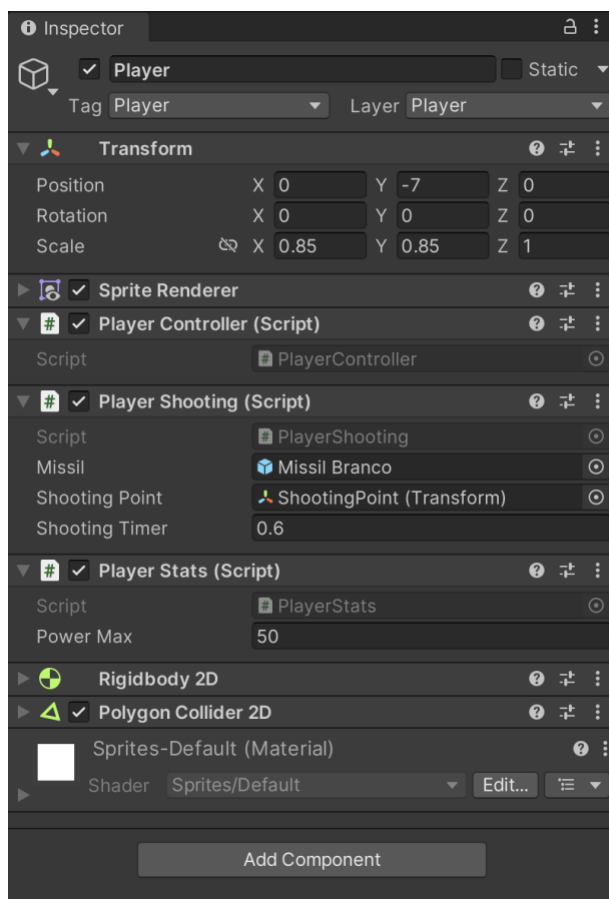 Inspector
Player Static
Tag Player Layer Player
Transform
Position X 0 Y -7 Z 0
Rotation X 0 Y 0 Z 0
Scale X 0.85 Y 0.85 Z 1
Sprite Renderer
# Player Controller (Script)
Script # PlayerController
# Player Shooting (Script)
Script # PlayerShooting
Missil Missil Branco
Shooting Point ShootingPoint (Transform)
Shooting Timer 0.6
# Player Stats (Script)
Script # PlayerStats
Power Max 50
Rigidbody 2D
Polygon Collider 2D
Sprites-Default (Material)
Shader Sprites/Default Edit...
Add Component